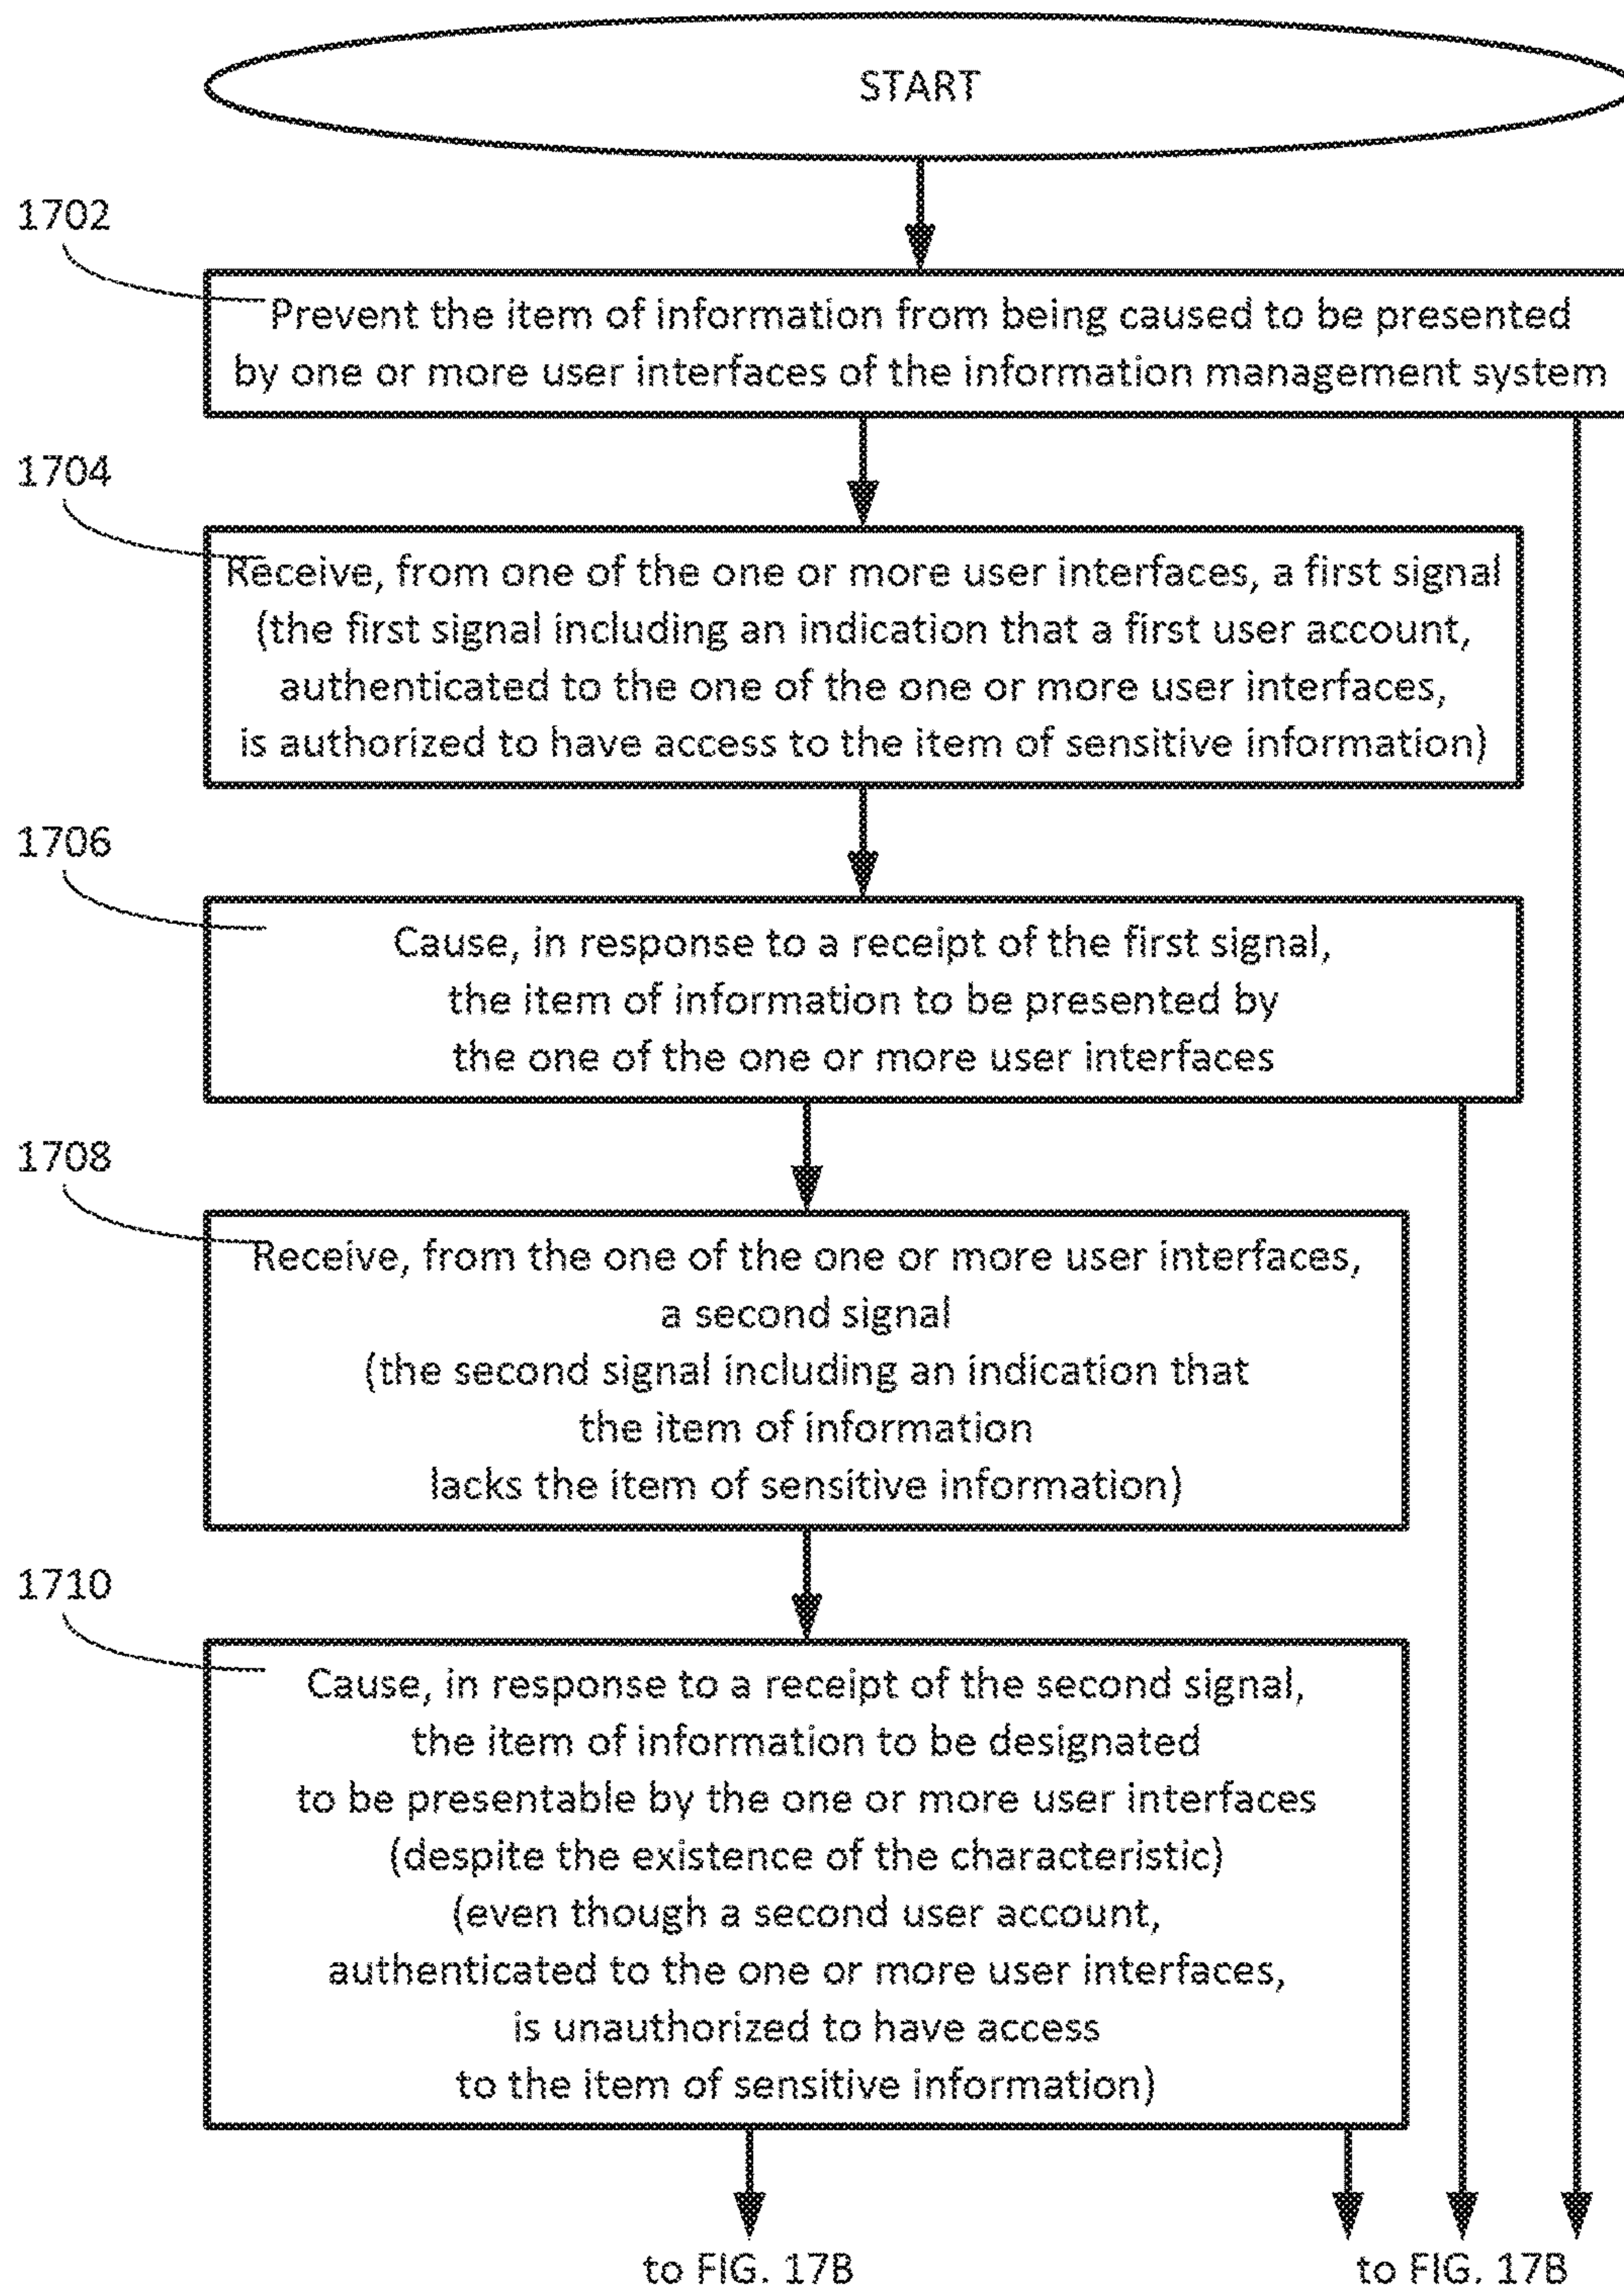 START
1702
Prevent the item of information from being caused to be presented
by one or more user interfaces of the information management system
1704
Receive, from one of the one or more user interfaces, a first signal
(the first signal including an indication that a first user account,
authenticated to the one of the one or more user interfaces,
is authorized to have access to the item of sensitive information)
1706
Cause, in response to a receipt of the first signal,
the item of information to be presented by
the one of the one or more user interfaces
1708
Receive, from the one of the one or more user interfaces,
a second signal
(the second signal including an indication that
the item of information
lacks the item of sensitive information)
1710
Cause, in response to a receipt of the second signal,
the item of information to be designated
to be presentable by the one or more user interfaces
(despite the existence of the characteristic)
(even though a second user account,
authenticated to the one or more user interfaces,
is unauthorized to have access
to the item of sensitive information)
to FIG. 17B
to FIG. 17B